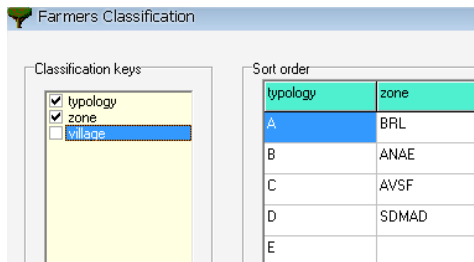 Farmers Classification
Classification keys
typology
zone
village
Sort order
typology zone
A BRL
B ANAE
C AVSF
D SDMAD
E